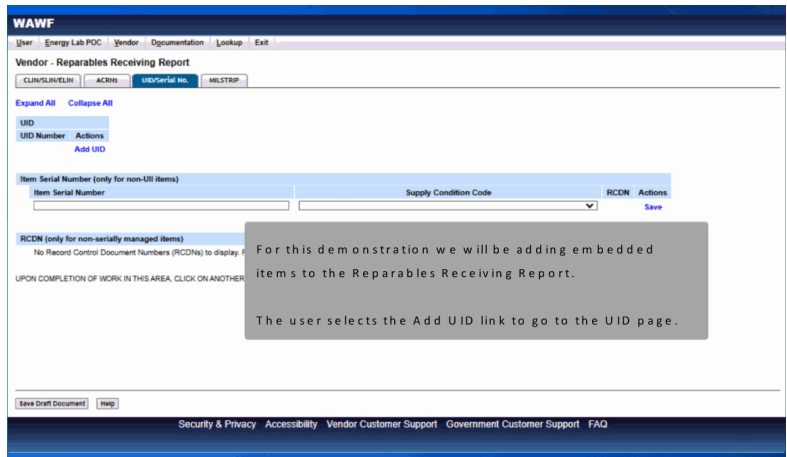 WAWF
User Energy Lab POC Vendor Documentation Lookup Exit
Vendor - Reparables Receiving Report
CLIN/SLIN/ELIN ACRNs UID/Serial No. MILSTRIP
Expand All Collapse All
UID
UID Number Actions
Add UID
Item Serial Number (only for non-UII items)
Item Serial Number Supply Condition Code RCDN Actions
Save
RCDN (only for non-serially managed items)
No Record Control Document Numbers (RCDNs) to display.
UPON COMPLETION OF WORK IN THIS AREA, CLICK ON ANOTHER
For this demonstration we will be adding embedded
items to the Reparables Receiving Report.
The user selects the Add UID link to go to the UID page.
Save Draft Document Help
Security & Privacy Accessibility Vendor Customer Support Government Customer Support FAQ